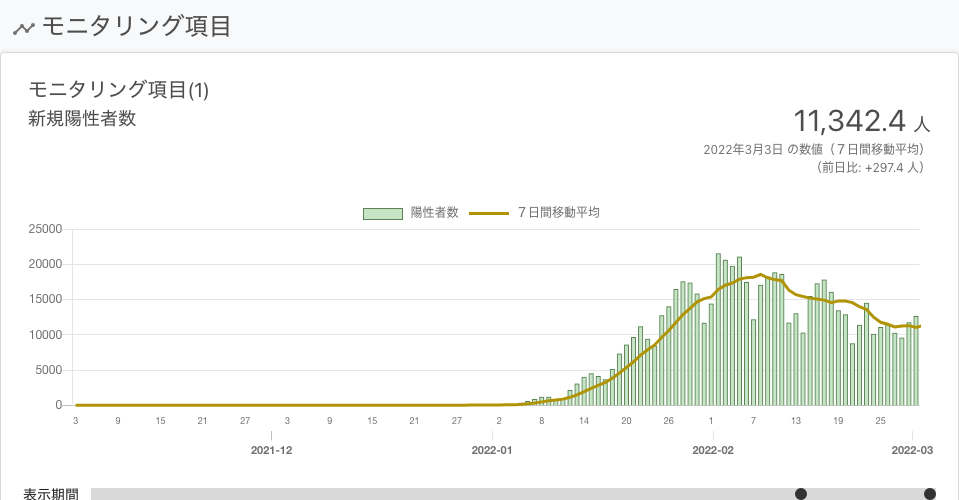 モニタリング項目
モニタリング項目(1)
新規陽性者数
11,342.4 人
2022年3月3日 の数値（７日間移動平均）
（前日比: +297.4 人）
陽性者数 ７日間移動平均
25000
20000
15000
10000
5000
0
3 9 15 21 27 3 9 15 21 27 2 8 14 20 26 1 7 13 19 25
2021-12 2022-01 2022-02 2022-03
表示期間